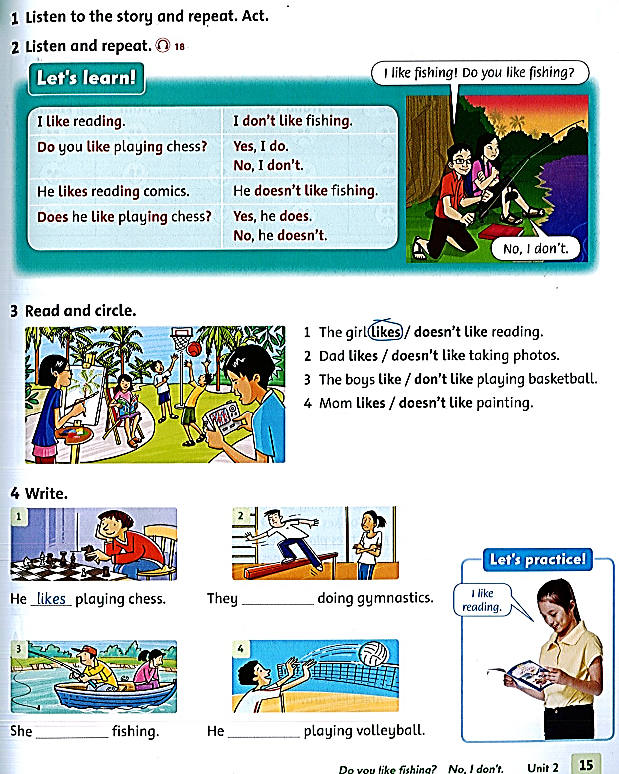 1 Listen to the story and repeat. Act.
2 Listen and repeat. 18
Let's learn!
I like fishing! Do you like fishing?
I like reading. I don't like fishing.
Do you like playing chess? Yes, I do.
No, I don't.
He likes reading comics. He doesn't like fishing.
Does he like playing chess? Yes, he does.
No, he doesn't.
No, I don't.
3 Read and circle.
1 The girl likes / doesn't like reading.
2 Dad likes / doesn't like taking photos.
3 The boys like / don't like playing basketball.
4 Mom likes / doesn't like painting.
4 Write.
1
He likes playing chess.
2
They __________ doing gymnastics.
3
She __________ fishing.
4
He __________ playing volleyball.
Let's practice!
I like
reading.
Do you like fishing? No, I don't. Unit 2 15